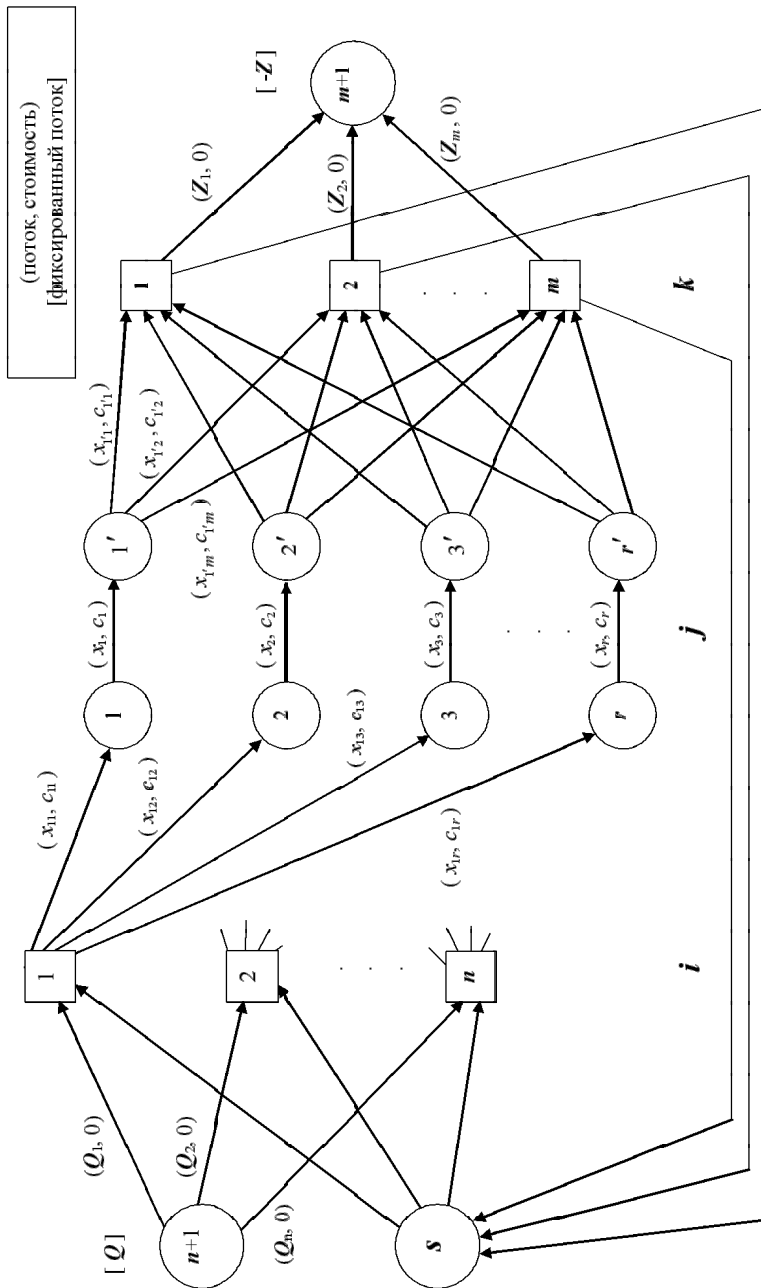 (поток, стоимость)
[фиксированный поток]
[ Q ]
n+1
S
(Q₁, 0)
(Q₂, 0)
(Qₙ, 0)
1
2
. . .
n
i
( x₁₁, c₁₁)
( x₁₂, c₁₂)
( x₁₃, c₁₃)
(x₁ᵣ, c₁ᵣ)
1
2
3
r
( x₁, c₁)
( x₂, c₂)
( x₃, c₃)
. . .
. . .
( xᵣ, cᵣ)
j
1'
2'
3'
r'
(x₁'₁, c₁'₁)
(x₁'₂, c₁'₂)
( x₁'ₘ, c₁'ₘ)
1
2
. . .
m
k
(Z₁, 0)
(Z₂, 0)
(Zₘ, 0)
m+1
[ -Z ]